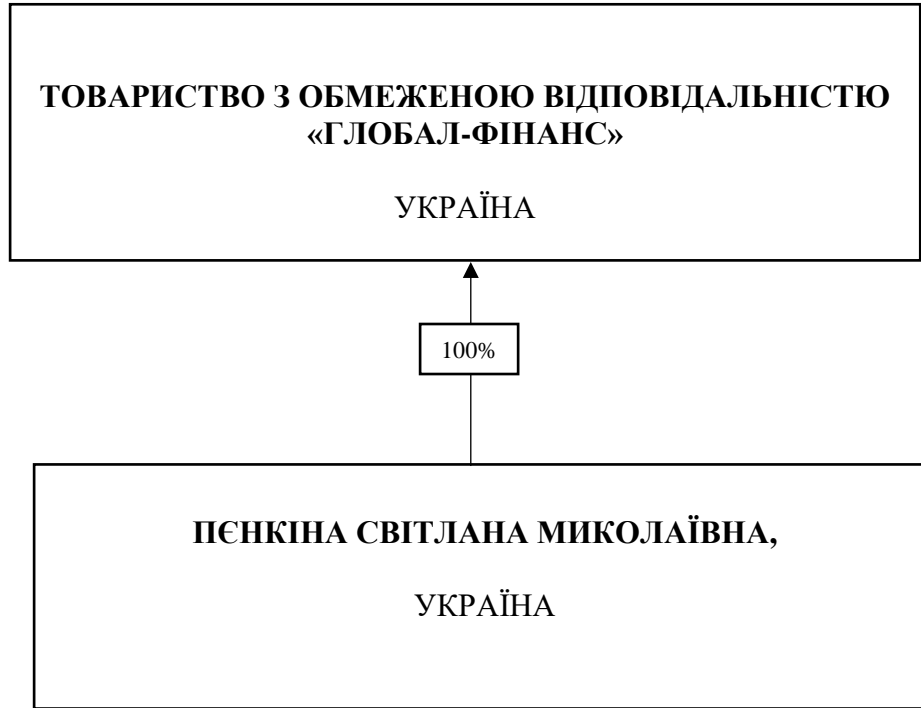 ТОВАРИСТВО З ОБМЕЖЕНОЮ ВІДПОВІДАЛЬНІСТЮ
«ГЛОБАЛ-ФІНАНС»
УКРАЇНА
100%
ПЄНКІНА СВІТЛАНА МИКОЛАЇВНА,
УКРАЇНА